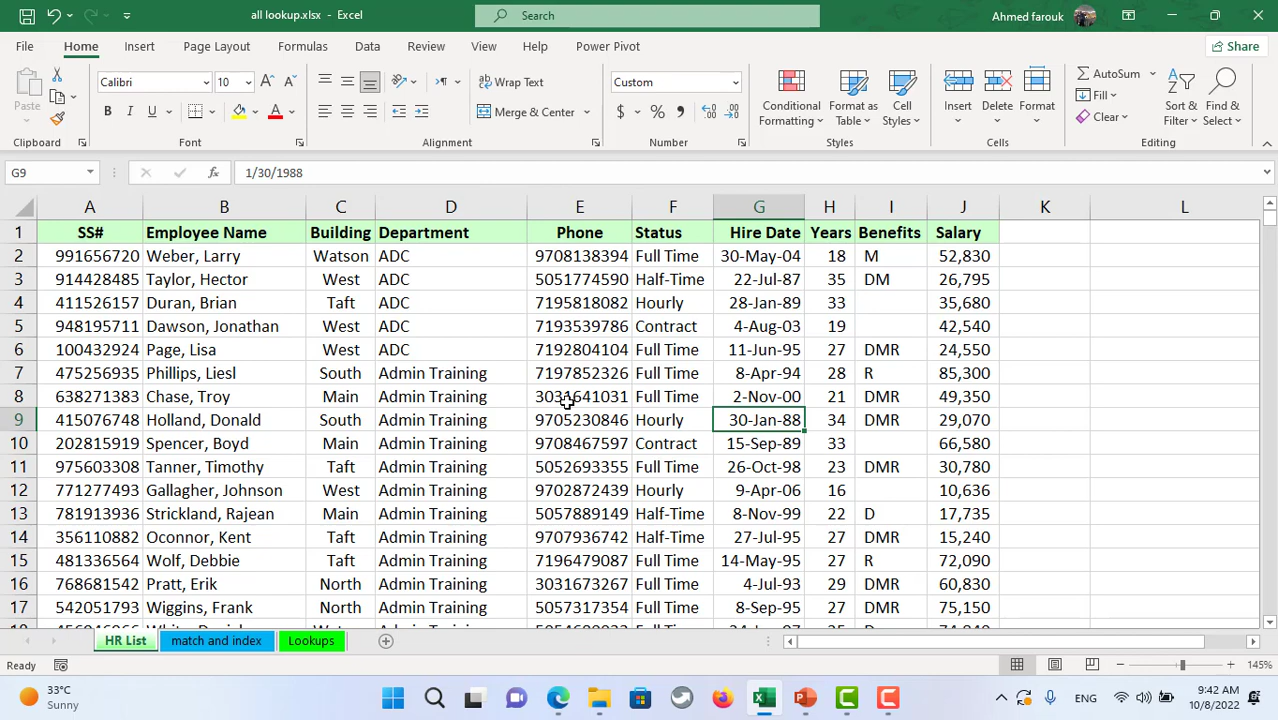 all lookup.xlsx - Excel
Search
Ahmed farouk
File Home Insert Page Layout Formulas Data Review View Help Power Pivot Share
Paste
Calibri 10
B I U A
Wrap Text
Merge & Center
Custom
$ %
Conditional Formatting
Format as Table
Cell Styles
Insert Delete Format
AutoSum
Fill
Clear
Sort & Filter
Find & Select
Clipboard Font Alignment Number Styles Cells Editing
G9 fx 1/30/1988
A B C D E F G H I J K L
1 SS# Employee Name Building Department Phone Status Hire Date Years Benefits Salary
2 991656720 Weber, Larry Watson ADC 9708138394 Full Time 30-May-04 18 M 52,830
3 914428485 Taylor, Hector West ADC 5051774590 Half-Time 22-Jul-87 35 DM 26,795
4 411526157 Duran, Brian Taft ADC 7195818082 Hourly 28-Jan-89 33 35,680
5 948195711 Dawson, Jonathan West ADC 7193539786 Contract 4-Aug-03 19 42,540
6 100432924 Page, Lisa West ADC 7192804104 Full Time 11-Jun-95 27 DMR 24,550
7 475256935 Phillips, Liesl South Admin Training 7197852326 Full Time 8-Apr-94 28 R 85,300
8 638271383 Chase, Troy Main Admin Training 3031641031 Full Time 2-Nov-00 21 DMR 49,350
9 415076748 Holland, Donald South Admin Training 9705230846 Hourly 30-Jan-88 34 DMR 29,070
10 202815919 Spencer, Boyd Main Admin Training 9708467597 Contract 15-Sep-89 33 66,580
11 975603308 Tanner, Timothy Taft Admin Training 5052693355 Full Time 26-Oct-98 23 DMR 30,780
12 771277493 Gallagher, Johnson West Admin Training 9702872439 Hourly 9-Apr-06 16 10,636
13 781913936 Strickland, Rajean Main Admin Training 5057889149 Half-Time 8-Nov-99 22 D 17,735
14 356110882 Oconnor, Kent Taft Admin Training 9707936742 Half-Time 27-Jul-95 27 DMR 15,240
15 481336564 Wolf, Debbie Taft Admin Training 7196479087 Full Time 14-May-95 27 R 72,090
16 768681542 Pratt, Erik North Admin Training 3031673267 Full Time 4-Jul-93 29 DMR 60,830
17 542051793 Wiggins, Frank North Admin Training 5057317354 Full Time 8-Sep-95 27 DMR 75,150
HR List match and index Lookups
Ready 145%
33°C
Sunny
ENG
9:42 AM
10/8/2022